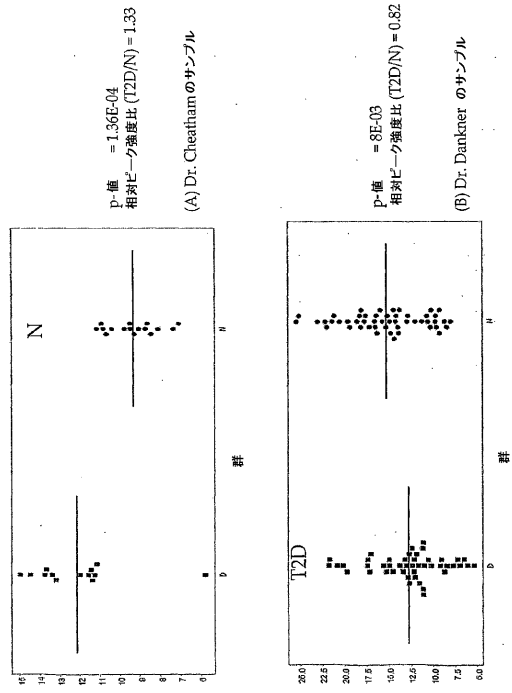 N
16
15
14
13
12
11
10
9
8
7
6
D
N
群
p-値 = 1.36E-04
相対ピーク強度比 (T2D/N) = 1.33
(A) Dr. Cheathamのサンプル
T2D
25.0
22.5
20.0
17.5
15.0
12.5
10.0
7.5
5.0
D
N
群
p-値 = 8E-03
相対ピーク強度比 (T2D/N) = 0.82
(B) Dr. Dankner のサンプル